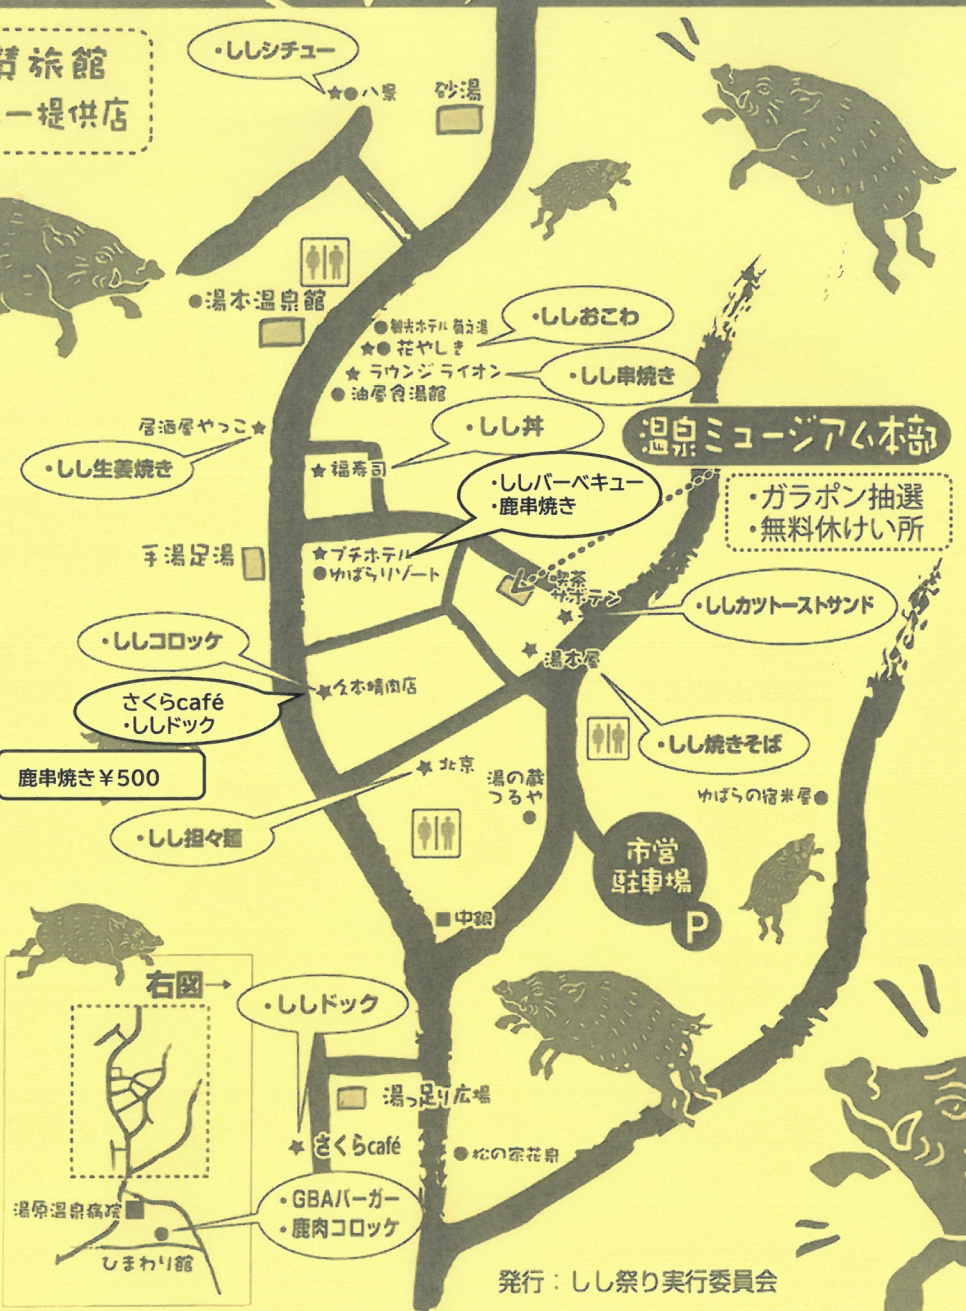 積旅館
ー提供店
・ししシチュー
★●八景
砂湯
●湯本温泉館
●観光ホテル 菊之湯
★●花やしき
・ししおこわ
★ラウンジ ライオン
・しし串焼き
●油屋食湯館
居酒屋やっこ★
・しし生姜焼き
・しし丼
★福寿司
温泉ミュージアム本部
・ガラポン抽選
・無料休けい所
・ししバーベキュー
・鹿串焼き
手湯足湯
★プチホテル
●ゆばらリゾート
喫茶
サボテン
★
・ししカツトーストサンド
・ししコロッケ
★湯本屋
さくらcafé
・ししドック
★久本精肉店
鹿串焼き￥500
・しし焼きそば
★北京
湯の蔵
つるや
●
ゆばらの宿米屋●
・しし担々麺
市営
駐車場
P
■中銀
右図→
・ししドック
湯っ足り広場
★さくらcafé
●松の家花泉
湯原温泉病院■
・GBAバーガー
・鹿肉コロッケ
ひまわり館
発行：しし祭り実行委員会